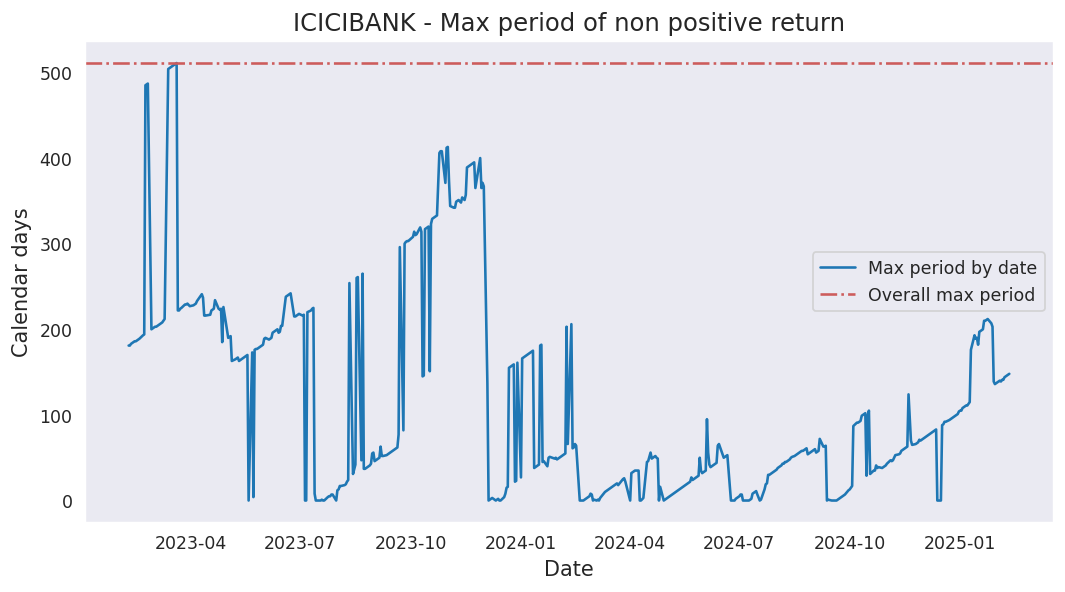 ICICIBANK - Max period of non positive return
Calendar days
500
400
300
200
100
0
Max period by date
Overall max period
2023-04 2023-07 2023-10 2024-01 2024-04 2024-07 2024-10 2025-01
Date